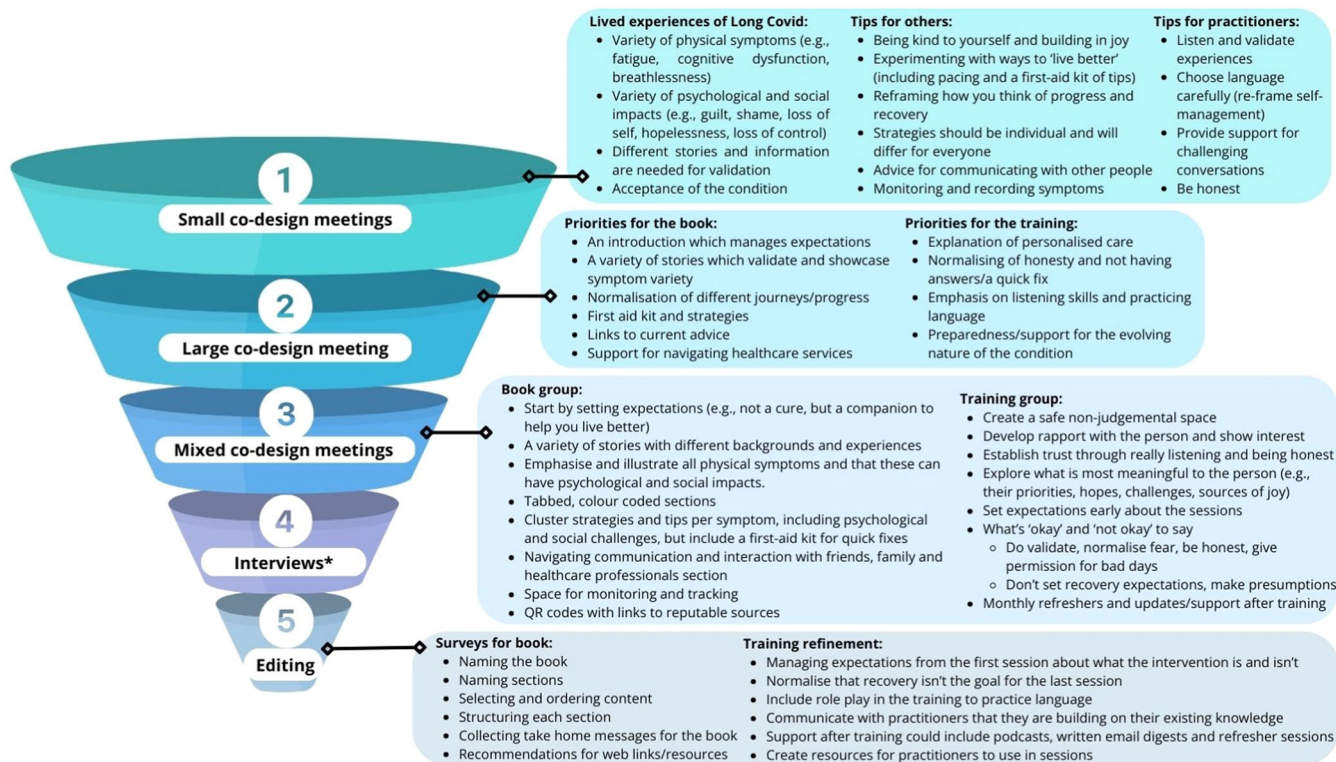 1
Small co-design meetings
Lived experiences of Long Covid:
• Variety of physical symptoms (e.g.,
fatigue, cognitive dysfunction,
breathlessness)
• Variety of psychological and social
impacts (e.g., guilt, shame, loss of
self, hopelessness, loss of control)
• Different stories and information
are needed for validation
• Acceptance of the condition
Tips for others:
• Being kind to yourself and building in joy
• Experimenting with ways to ‘live better’
(including pacing and a first-aid kit of tips)
• Reframing how you think of progress and
recovery
• Strategies should be individual and will
differ for everyone
• Advice for communicating with other people
• Monitoring and recording symptoms
Tips for practitioners:
• Listen and validate
experiences
• Choose language
carefully (re-frame self-
management)
• Provide support for
challenging
conversations
• Be honest
2
Large co-design meeting
Priorities for the book:
• An introduction which manages expectations
• A variety of stories which validate and showcase
symptom variety
• Normalisation of different journeys/progress
• First aid kit and strategies
• Links to current advice
• Support for navigating healthcare services
Priorities for the training:
• Explanation of personalised care
• Normalising of honesty and not having
answers/a quick fix
• Emphasis on listening skills and practicing
language
• Preparedness/support for the evolving
nature of the condition
3
Mixed co-design meetings
4
Interviews*
Book group:
• Start by setting expectations (e.g., not a cure, but a companion to
help you live better)
• A variety of stories with different backgrounds and experiences
• Emphasise and illustrate all physical symptoms and that these can
have psychological and social impacts.
• Tabbed, colour coded sections
• Cluster strategies and tips per symptom, including psychological
and social challenges, but include a first-aid kit for quick fixes
• Navigating communication and interaction with friends, family and
healthcare professionals section
• Space for monitoring and tracking
• QR codes with links to reputable sources
Training group:
• Create a safe non-judgemental space
• Develop rapport with the person and show interest
• Establish trust through really listening and being honest
• Explore what is most meaningful to the person (e.g.,
their priorities, hopes, challenges, sources of joy)
• Set expectations early about the sessions
• What’s ‘okay’ and ‘not okay’ to say
○ Do validate, normalise fear, be honest, give
permission for bad days
○ Don’t set recovery expectations, make presumptions
• Monthly refreshers and updates/support after training
5
Editing
Surveys for book:
• Naming the book
• Naming sections
• Selecting and ordering content
• Structuring each section
• Collecting take home messages for the book
• Recommendations for web links/resources
Training refinement:
• Managing expectations from the first session about what the intervention is and isn’t
• Normalise that recovery isn’t the goal for the last session
• Include role play in the training to practice language
• Communicate with practitioners that they are building on their existing knowledge
• Support after training could include podcasts, written email digests and refresher sessions
• Create resources for practitioners to use in sessions